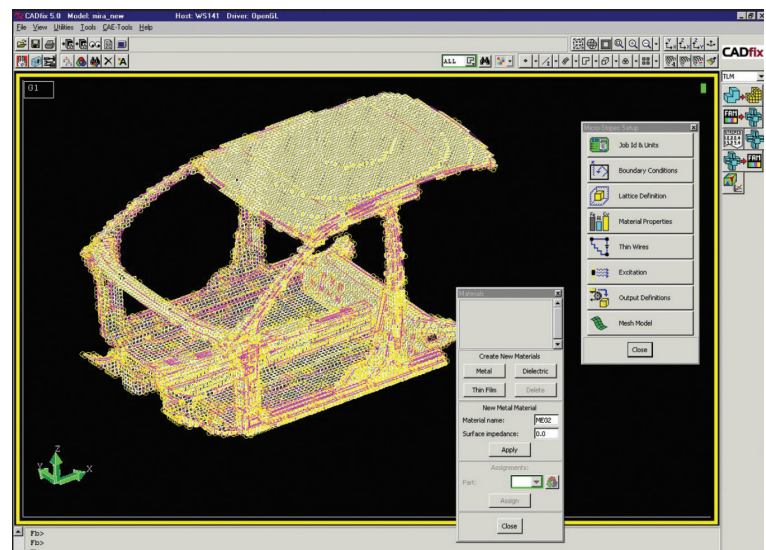 CADfix 5.0 Model: mira_new Host: WS141 Driver: OpenGL
File View Utilities Tools CAE-Tools Help
ALL
CADfix
TLM
G1
Micro-Stripes Setup
Job Id & Units
Boundary Conditions
Lattice Definition
Material Properties
Thin Wires
Excitation
Output Definitions
Mesh Model
Close
Materials
Create New Materials
Metal Dielectric
Thin Film Delete
New Metal Material
Material name: ME02
Surface impedance: 0.0
Apply
Assignments:
Part:
Assign
Close
Z
Y X
Fb>
Fb>